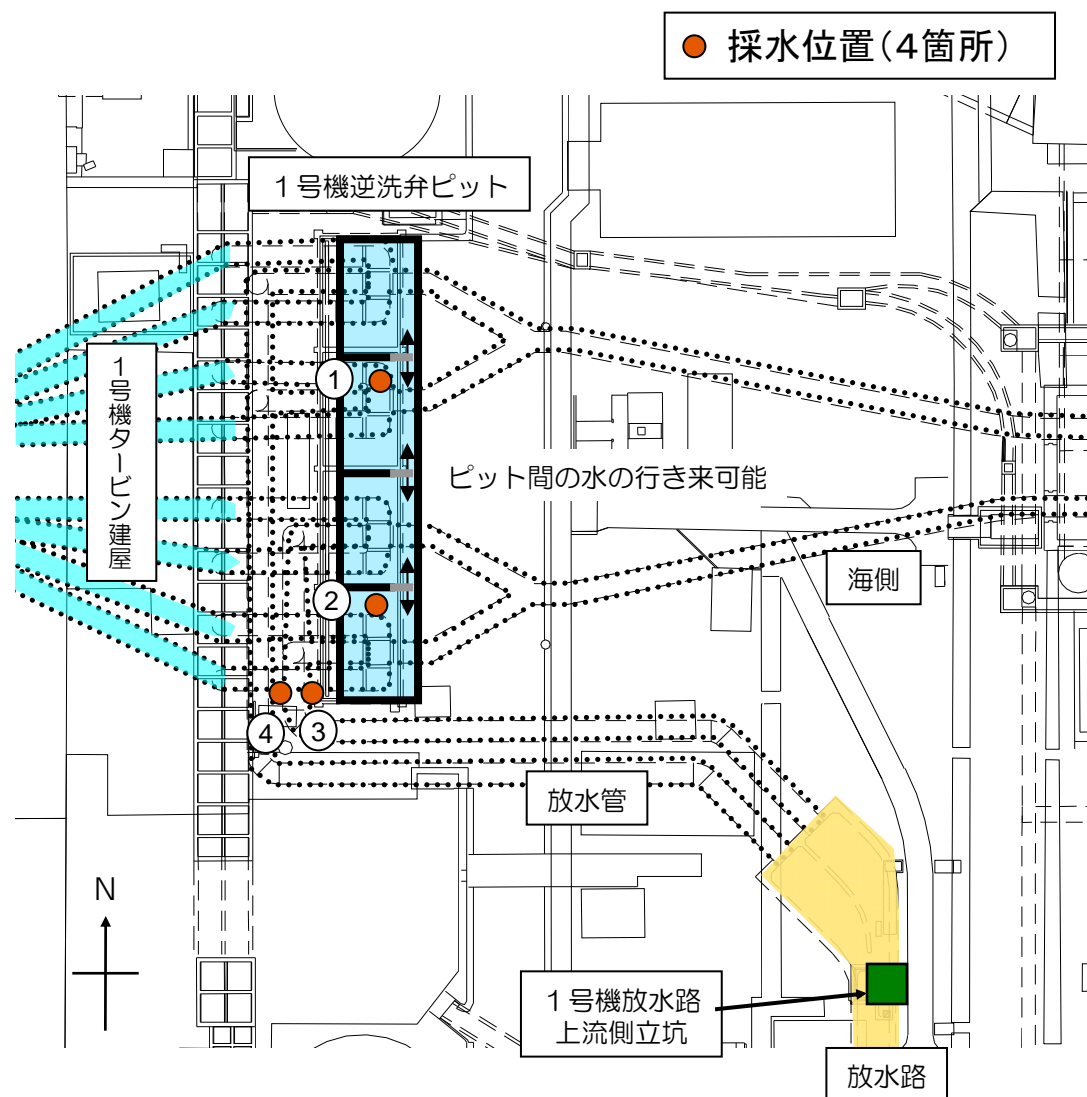 採水位置（４箇所）
１号機逆洗弁ピット
１号機タービン建屋
①
ピット間の水の行き来可能
②
海側
④
③
放水管
N
１号機放水路
上流側立坑
放水路